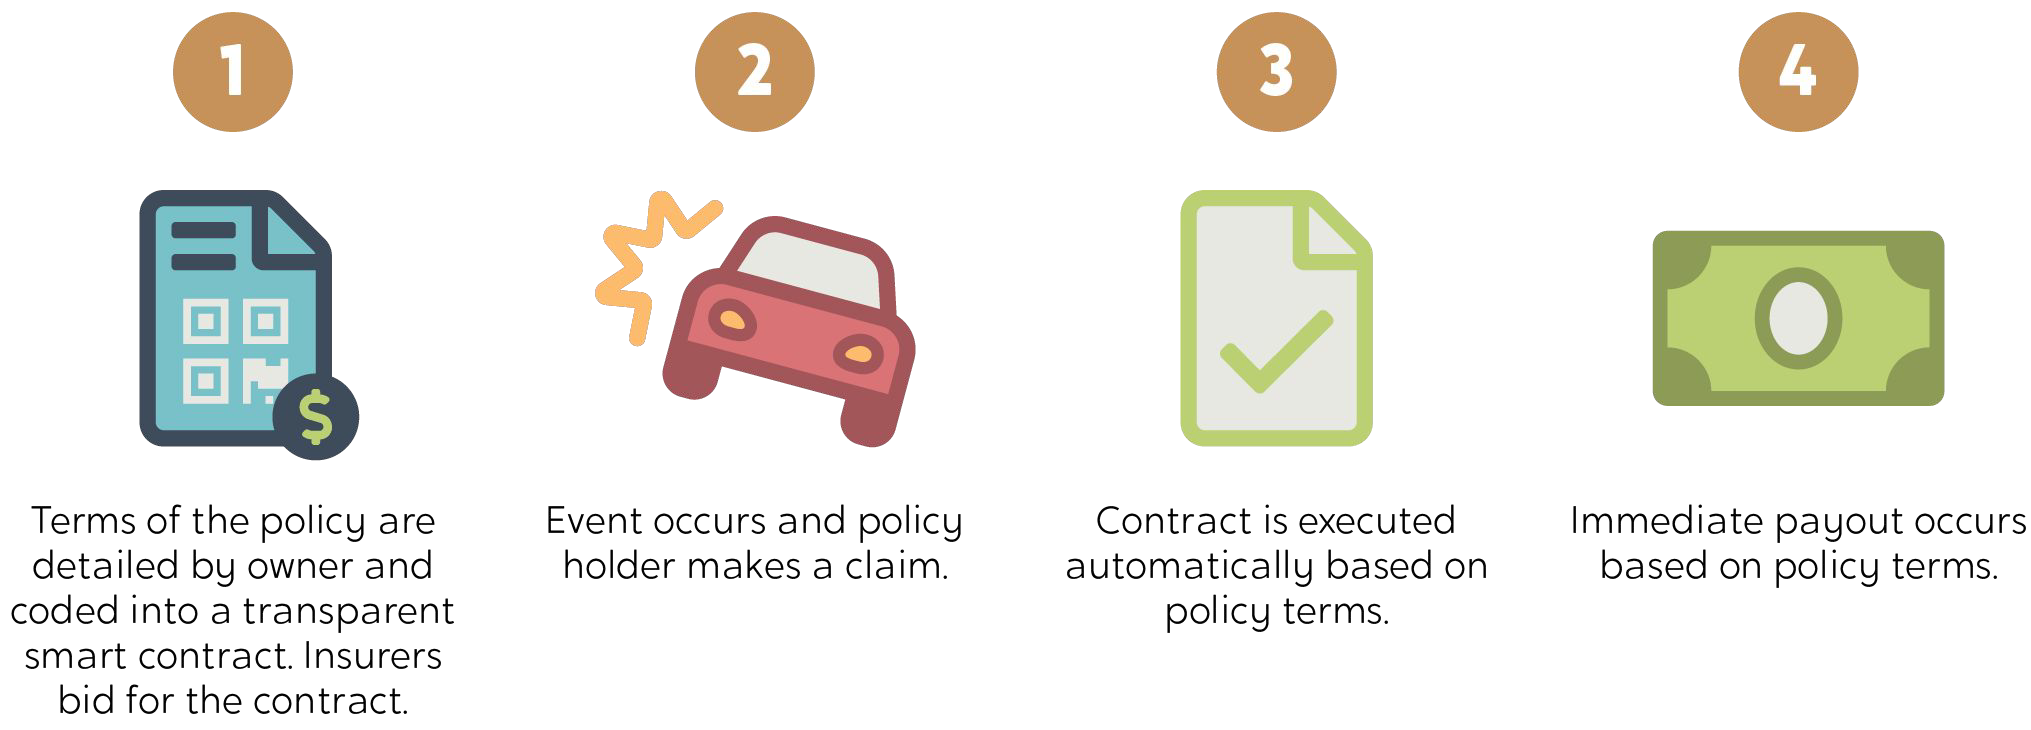 1
Terms of the policy are
detailed by owner and
coded into a transparent
smart contract. Insurers
bid for the contract.
2
Event occurs and policy
holder makes a claim.
3
Contract is executed
automatically based on
policy terms.
4
Immediate payout occurs
based on policy terms.
$